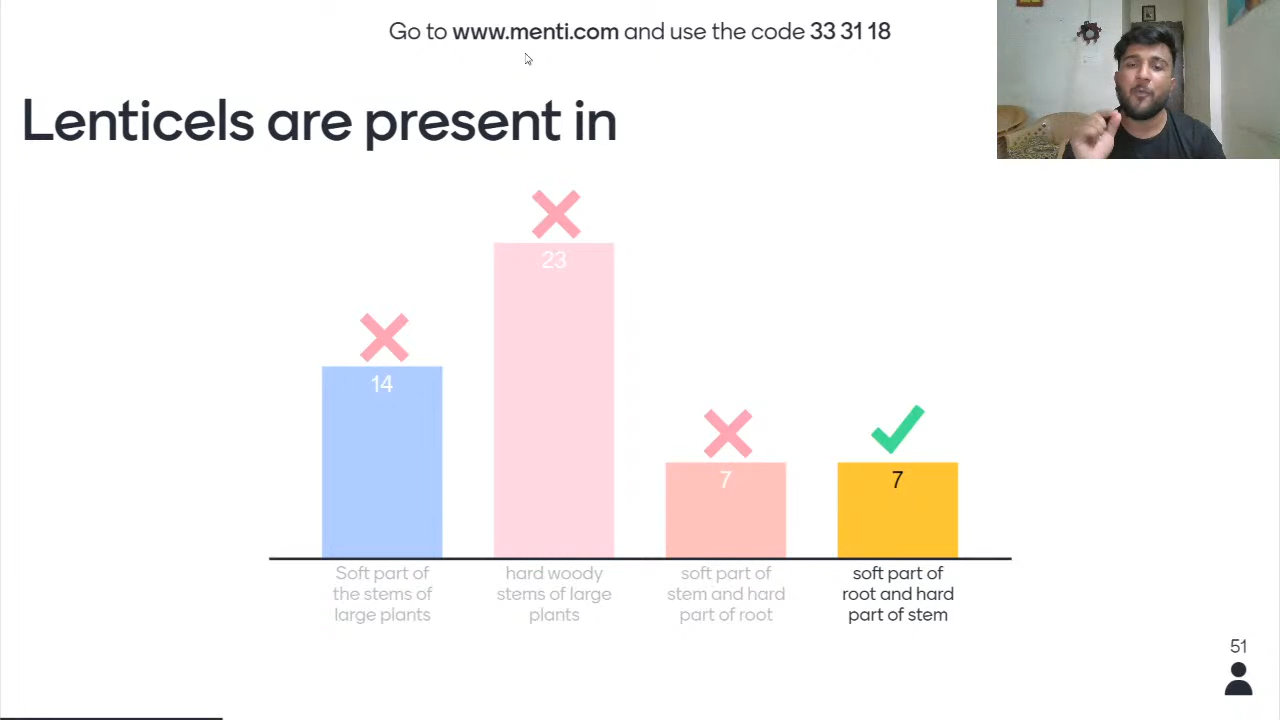 Go to www.menti.com and use the code 33 31 18
Lenticels are present in
23
14
7
7
Soft part of
the stems of
large plants
hard woody
stems of large
plants
soft part of
stem and hard
part of root
soft part of
root and hard
part of stem
51